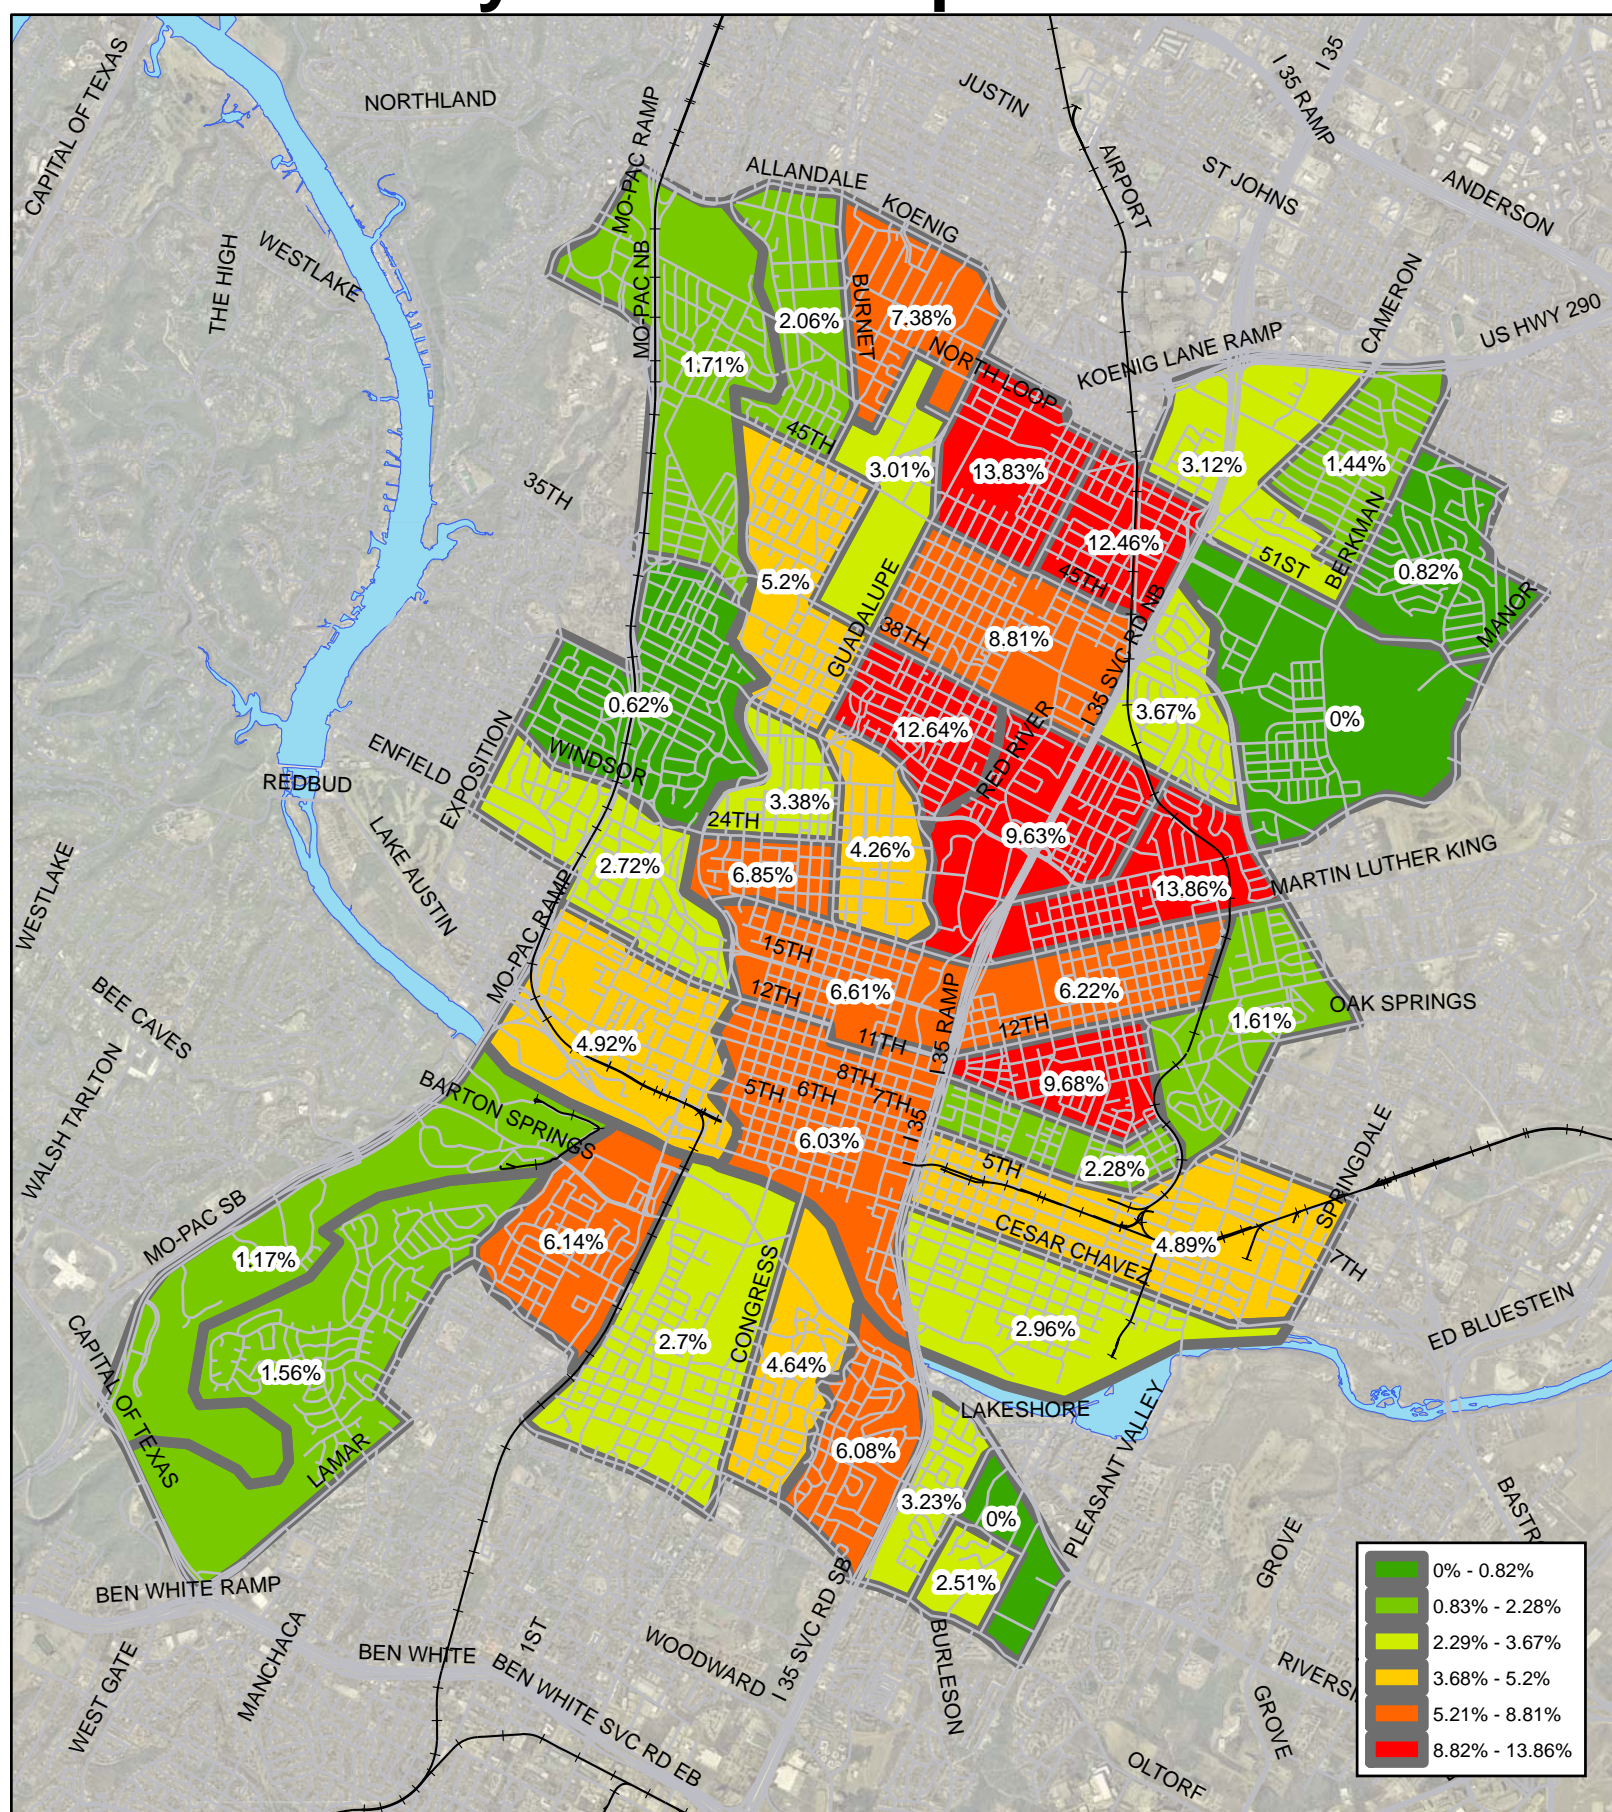 CAPITAL OF TEXAS
NORTHLAND
MO-PAC RAMP
JUSTIN
I 35
I 35 RAMP
ALLANDALE
KOENIG
AIRPORT
ST JOHNS
ANDERSON
THE HIGH
WESTLAKE
MO-PAC NB
BURNET
2.06%
7.38%
1.71%
NORTH LOOP
KOENIG LANE RAMP
CAMERON
US HWY 290
45TH
3.01%
13.83%
3.12%
1.44%
35TH
12.46%
BERKMAN
51ST
0.82%
5.2%
45TH
MANOR
GUADALUPE
38TH
8.81%
I 35 SVC RD NB
0.62%
12.64%
RED RIVER
3.67%
0%
ENFIELD
EXPOSITION
WINDSOR
REDBUD
3.38%
24TH
4.26%
9.63%
LAKE AUSTIN
2.72%
6.85%
13.86%
MARTIN LUTHER KING
WESTLAKE
MO-PAC RAMP
15TH
12TH
6.61%
I 35 RAMP
6.22%
OAK SPRINGS
1.61%
BEE CAVES
4.92%
11TH
12TH
WALSH TARLTON
BARTON SPRINGS
8TH
5TH
6TH
7TH
9.68%
I 35
6.03%
5TH
2.28%
SPRINGDALE
MO-PAC SB
1.17%
6.14%
CESAR CHAVEZ
4.89%
7TH
CONGRESS
2.7%
2.96%
ED BLUESTEIN
CAPITAL OF TEXAS
1.56%
4.64%
LAKESHORE
PLEASANT VALLEY
LAMAR
6.08%
3.23%
0%
2.51%
BEN WHITE RAMP
I 35 SVC RD SB
GROVE
WEST GATE
MANCHACA
BEN WHITE
1ST
BEN WHITE SVC RD EB
WOODWARD
BURLESON
GROVE
OLTORF
0% - 0.82%
0.83% - 2.28%
2.29% - 3.67%
3.68% - 5.2%
5.21% - 8.81%
8.82% - 13.86%